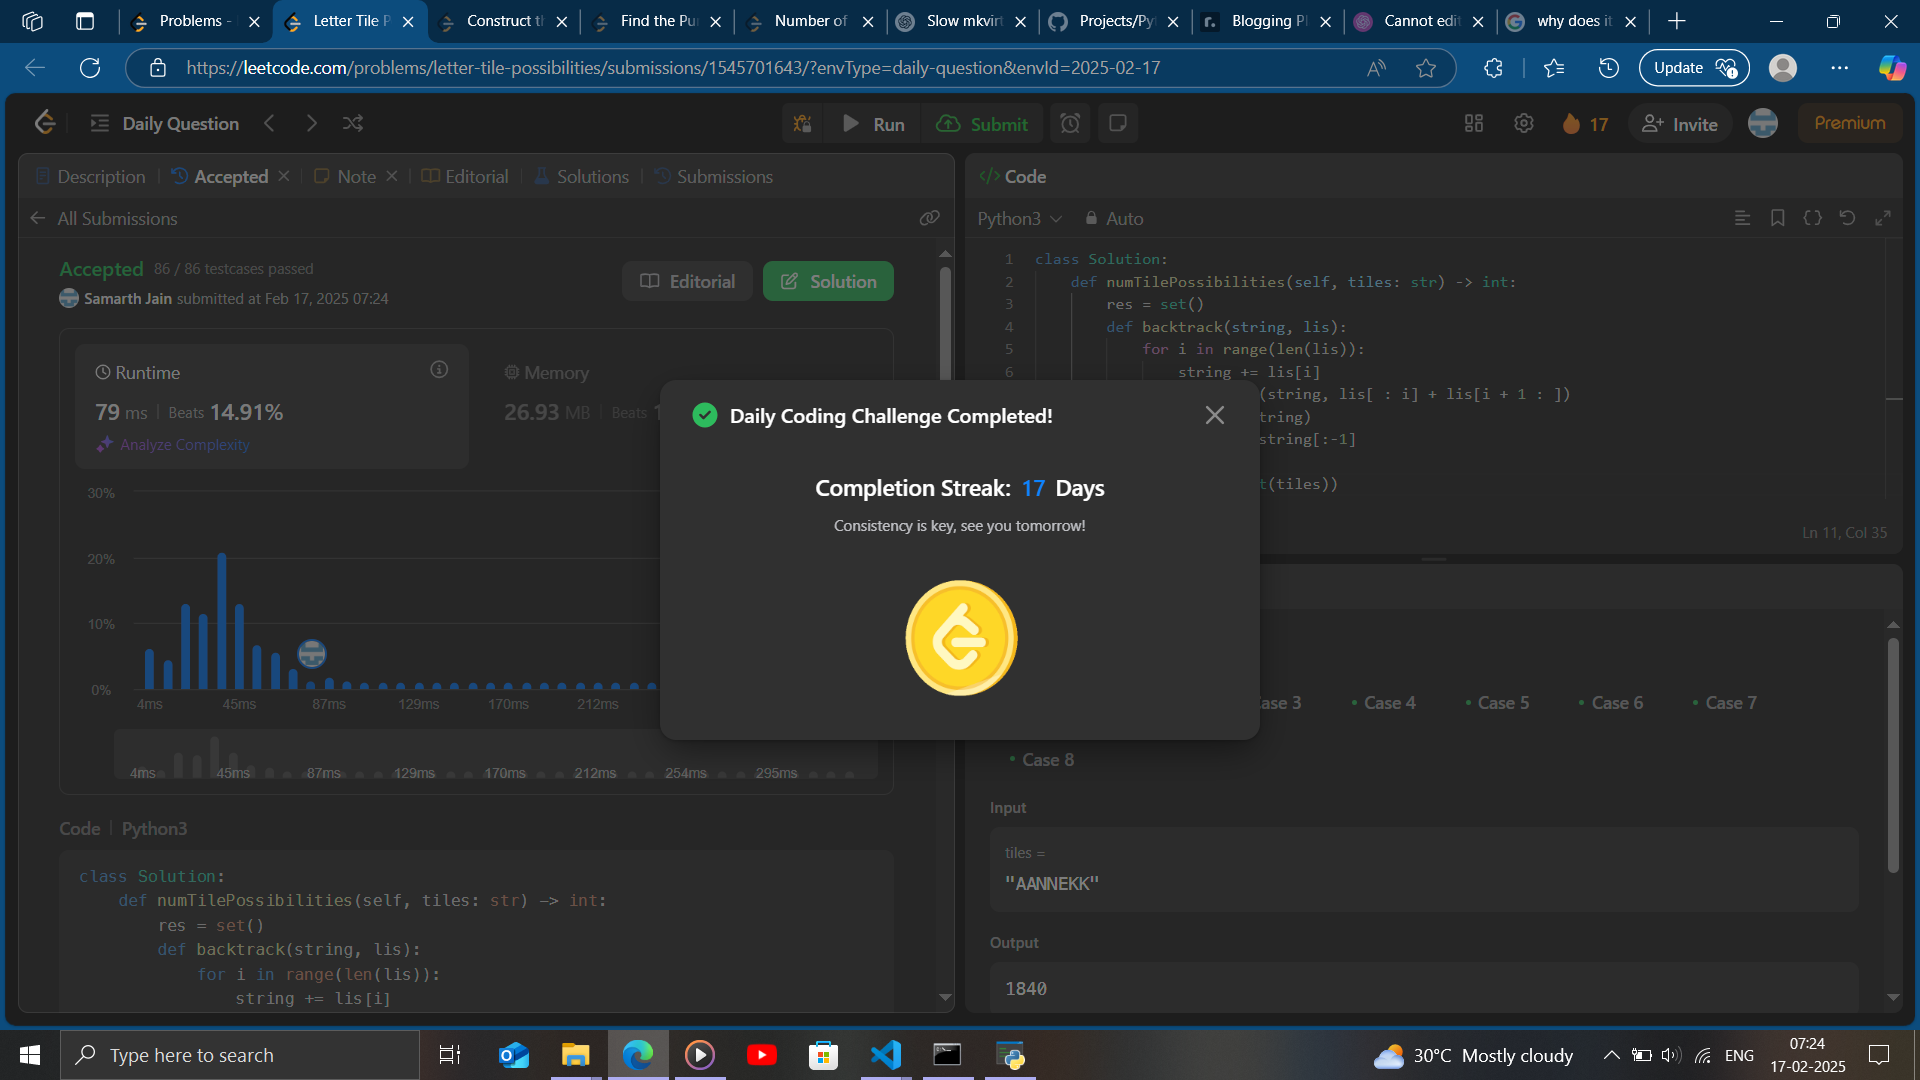 Problems -
Letter Tile P
Construct th
Find the Pu
Number of
Slow mkvirt
Projects/Pyt
Blogging Pl
Cannot edit
why does it
https://leetcode.com/problems/letter-tile-possibilities/submissions/1545701643/?envType=daily-question&envId=2025-02-17
Update
Daily Question
Run
Submit
17
Invite
Premium
Description
Accepted
Note
Editorial
Solutions
Submissions
All Submissions
Accepted 86 / 86 testcases passed
Samarth Jain submitted at Feb 17, 2025 07:24
Editorial
Solution
Runtime
79 ms | Beats 14.91%
Analyze Complexity
Memory
26.93 MB | Beats
30%
20%
10%
0%
4ms 45ms 87ms 129ms 170ms 212ms
4ms 45ms 87ms 129ms 170ms 212ms 254ms 295ms
Code | Python3
class Solution:
def numTilePossibilities(self, tiles: str) -> int:
res = set()
def backtrack(string, lis):
for i in range(len(lis)):
string += lis[i]
</> Code
Python3
Auto
1 class Solution:
2 def numTilePossibilities(self, tiles: str) -> int:
3 res = set()
4 def backtrack(string, lis):
5 for i in range(len(lis)):
6 string += lis[i]
(string, lis[ : i] + lis[i + 1 : ])
tring)
string[:-1]
t(tiles))
Ln 11, Col 35
Daily Coding Challenge Completed!
Completion Streak: 17 Days
Consistency is key, see you tomorrow!
ase 3
Case 4
Case 5
Case 6
Case 7
Case 8
Input
tiles =
"AANNEKK"
Output
1840
Type here to search
30°C Mostly cloudy
ENG
07:24
17-02-2025